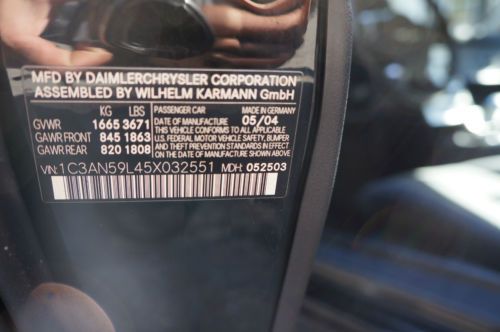 MFD BY DAIMLERCHRYSLER CORPORATION
ASSEMBLED BY WILHELM KARMANN GmbH
KG LBS
GVWR 1665 3671
GAWR FRONT 845 1863
GAWR REAR 820 1808
PASSENGER CAR MADE IN GERMANY
DATE OF MANUFACTURE 05/04
THIS VEHICLE CONFORMS TO ALL APPLICABLE
U.S. FEDERAL MOTOR VEHICLE SAFETY, BUMPER
AND THEFT PREVENTION STANDARDS IN EFFECT
ON THE DATE OF MANUFACTURE SHOWN ABOVE.
VIN: 1C3AN59L45X032551 MDH: 052503